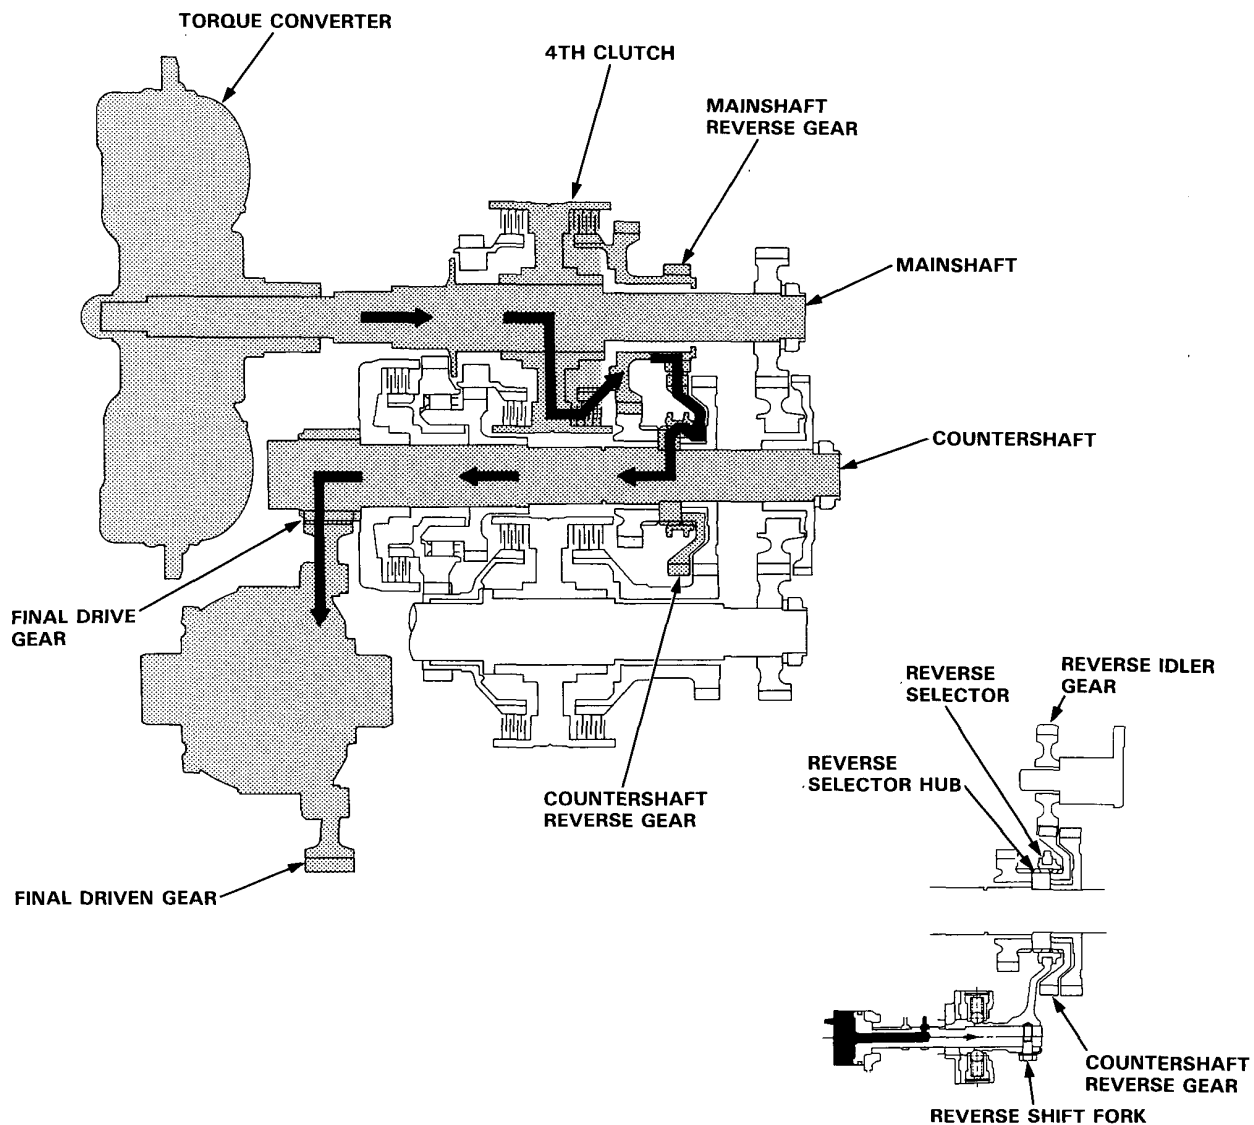 TORQUE CONVERTER
4TH CLUTCH
MAINSHAFT
REVERSE GEAR
MAINSHAFT
COUNTERSHAFT
FINAL DRIVE
GEAR
REVERSE
SELECTOR
REVERSE IDLER
GEAR
REVERSE
SELECTOR HUB
COUNTERSHAFT
REVERSE GEAR
FINAL DRIVEN GEAR
COUNTERSHAFT
REVERSE GEAR
REVERSE SHIFT FORK